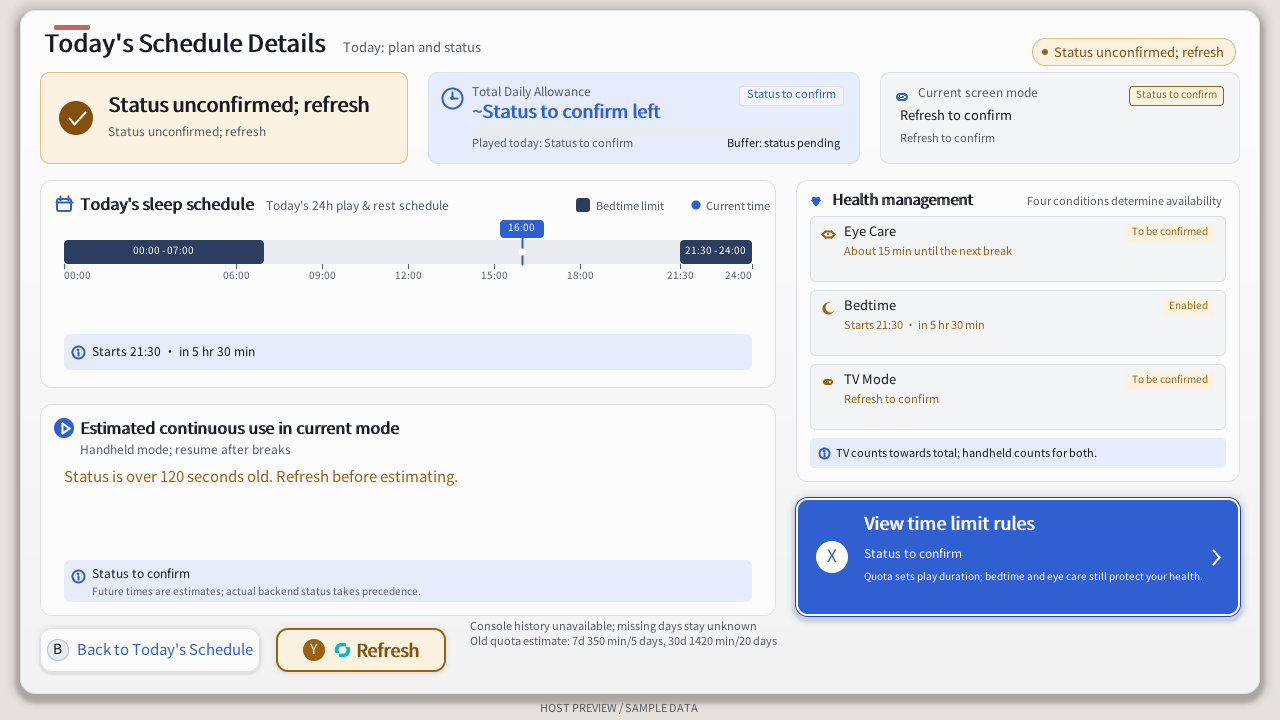 Today's Schedule Details
Today: plan and status
Status unconfirmed; refresh
Status unconfirmed; refresh
Status unconfirmed; refresh
Total Daily Allowance
Status to confirm
~Status to confirm left
Played today: Status to confirm
Buffer: status pending
Current screen mode
Status to confirm
Refresh to confirm
Refresh to confirm
Today's sleep schedule
Today's 24h play & rest schedule
Bedtime limit
Current time
16:00
00:00 - 07:00
21:30 - 24:00
00:00
06:00
09:00
12:00
15:00
18:00
21:30
24:00
Starts 21:30 · in 5 hr 30 min
Health management
Four conditions determine availability
Eye Care
To be confirmed
About 15 min until the next break
Bedtime
Enabled
Starts 21:30 · in 5 hr 30 min
TV Mode
To be confirmed
Refresh to confirm
TV counts towards total; handheld counts for both.
Estimated continuous use in current mode
Handheld mode; resume after breaks
Status is over 120 seconds old. Refresh before estimating.
Status to confirm
Future times are estimates; actual backend status takes precedence.
View time limit rules
X
Status to confirm
Quota sets play duration; bedtime and eye care still protect your health.
B Back to Today's Schedule
Y Refresh
Console history unavailable; missing days stay unknown
Old quota estimate: 7d 350 min/5 days, 30d 1420 min/20 days
HOST PREVIEW / SAMPLE DATA